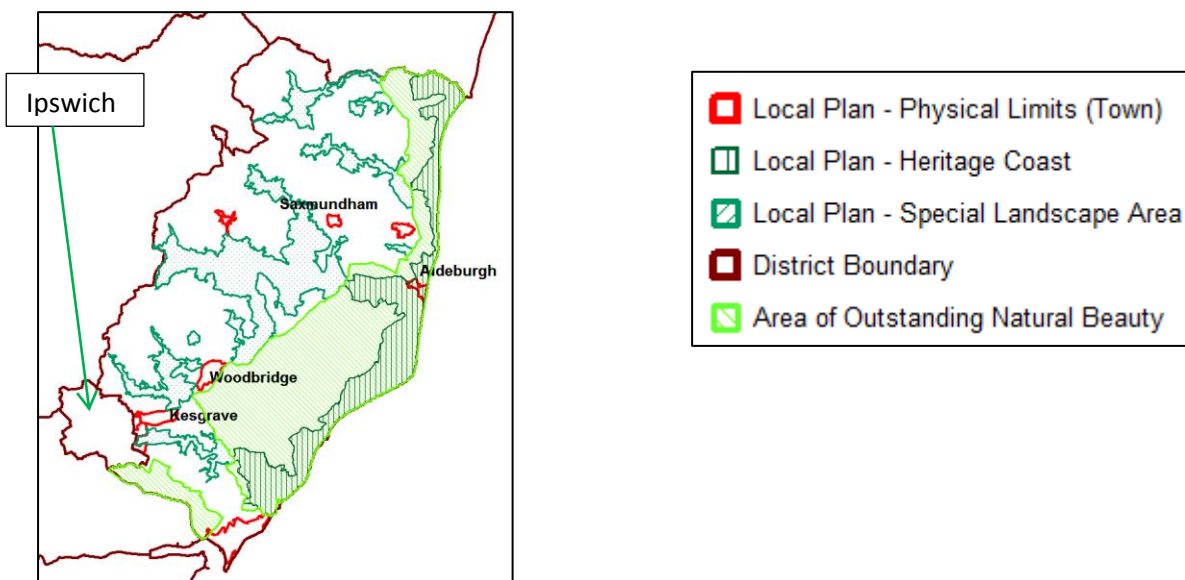 Ipswich
Saxmundham
Aldeburgh
Woodbridge
Kesgrave
Local Plan - Physical Limits (Town)
Local Plan - Heritage Coast
Local Plan - Special Landscape Area
District Boundary
Area of Outstanding Natural Beauty